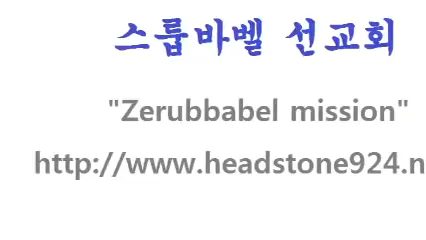 스룹바벨 선교회
"Zerubbabel mission"
http://www.headstone924.n